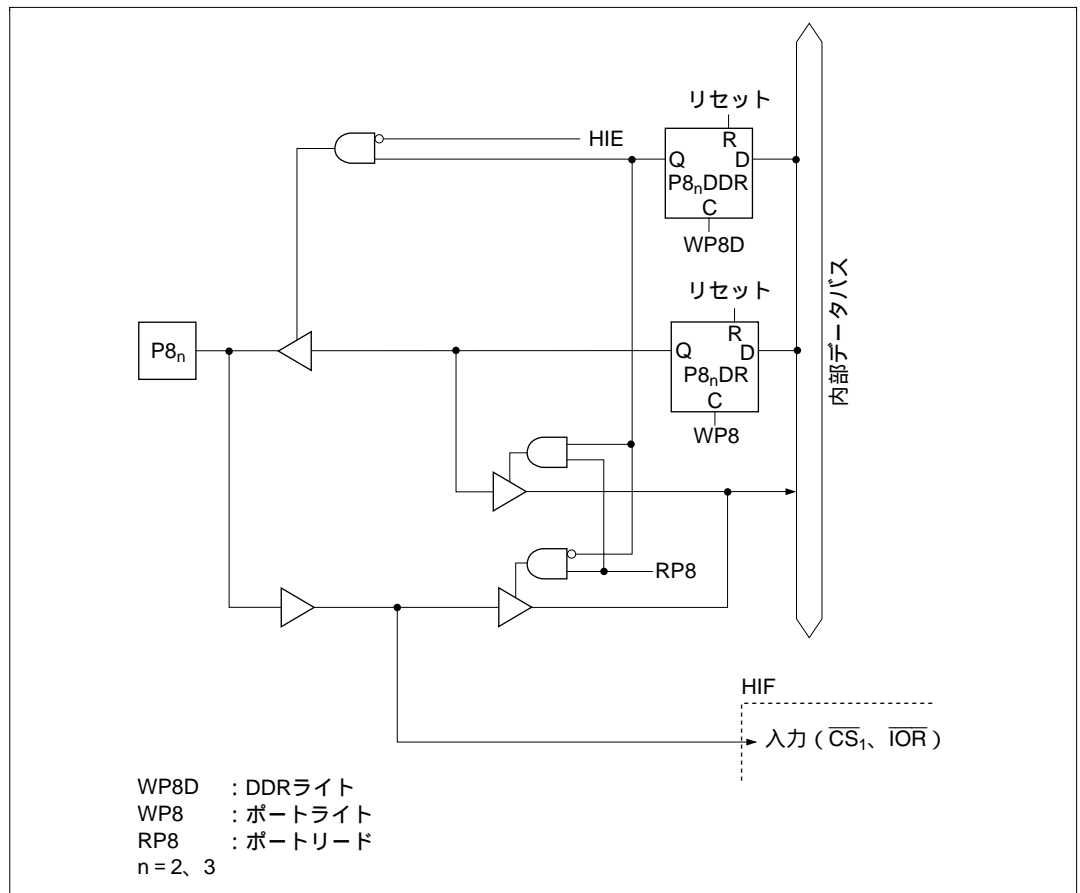 リセット
R
HIE
Q D
P8nDDR
C
WP8D
リセット
R
P8n
Q D
P8nDR
C
WP8
内部データバス
RP8
HIF
入力（CS1、IOR）
WP8D ：DDRライト
WP8 ：ポートライト
RP8 ：ポートリード
n = 2、3